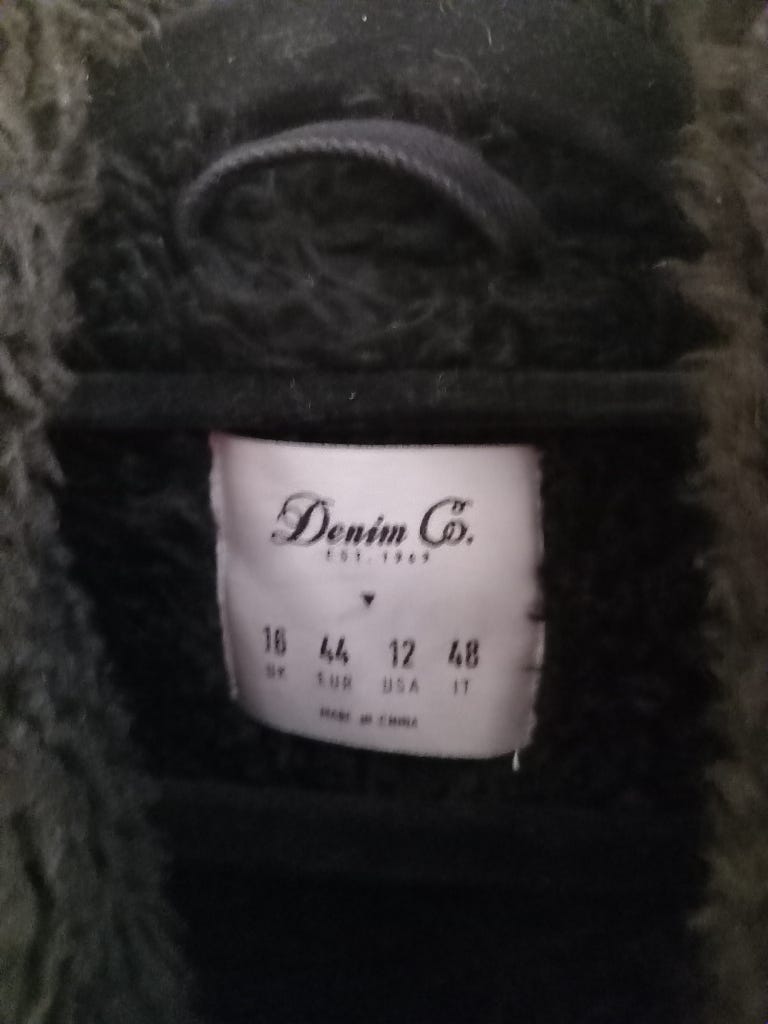 Denim Co.
EST. 1969
16 44 12 48
UK EUR USA IT
MADE IN CHINA